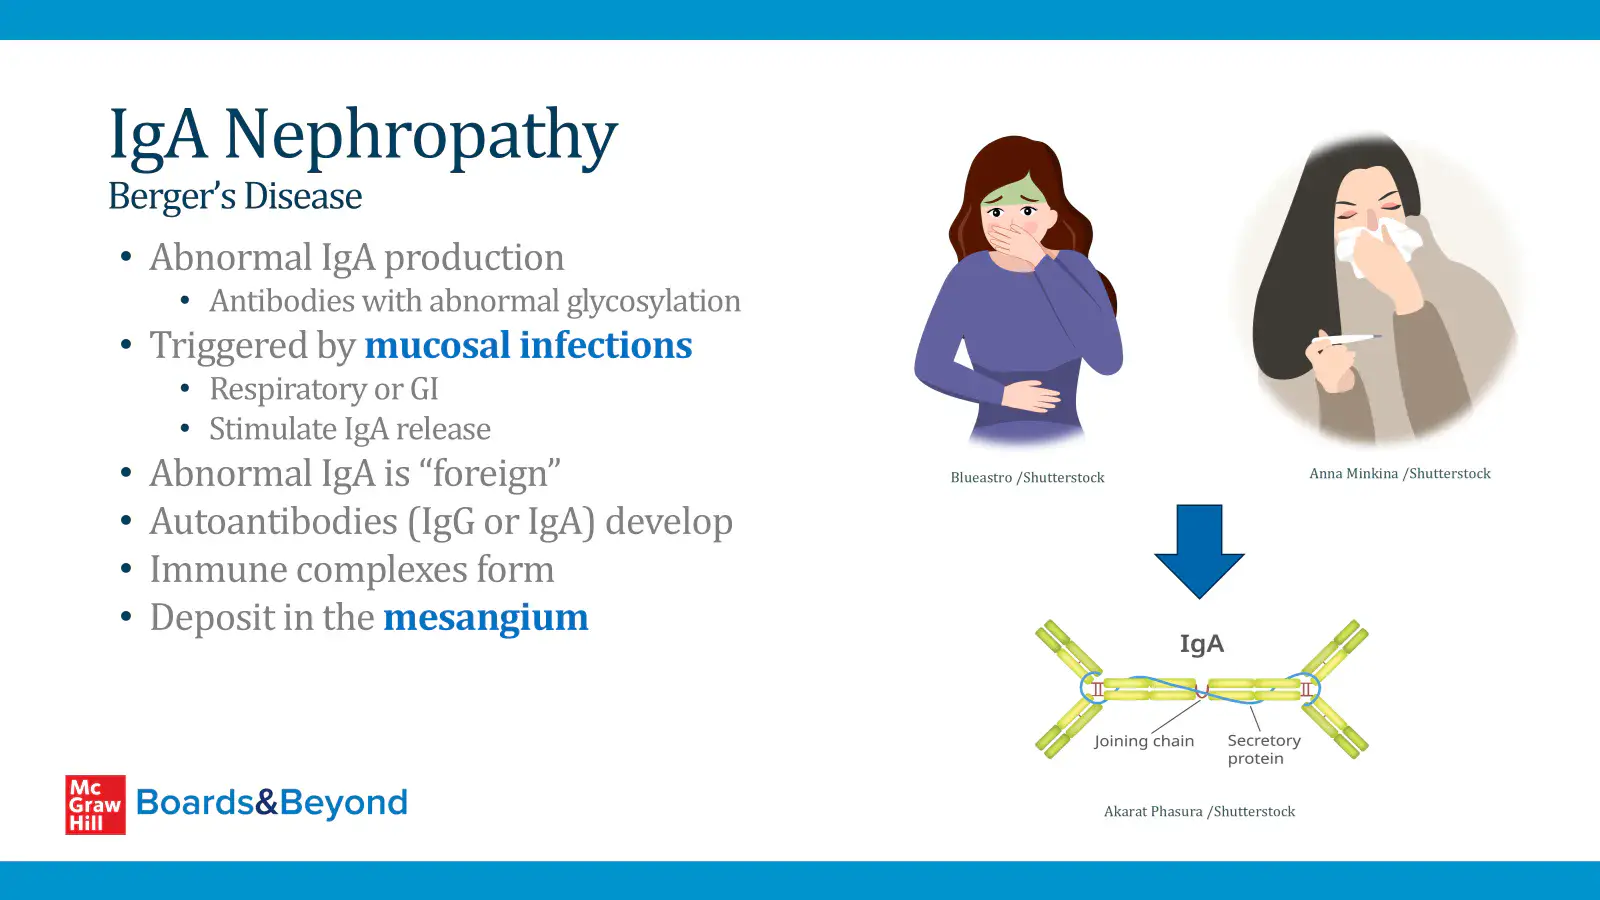 IgA Nephropathy
Berger’s Disease
• Abnormal IgA production
• Antibodies with abnormal glycosylation
• Triggered by mucosal infections
• Respiratory or GI
• Stimulate IgA release
• Abnormal IgA is “foreign”
• Autoantibodies (IgG or IgA) develop
• Immune complexes form
• Deposit in the mesangium
Blueastro /Shutterstock
Anna Minkina /Shutterstock
IgA
Joining chain
Secretory
protein
Akarat Phasura /Shutterstock
Mc
Graw
Hill
Boards&Beyond